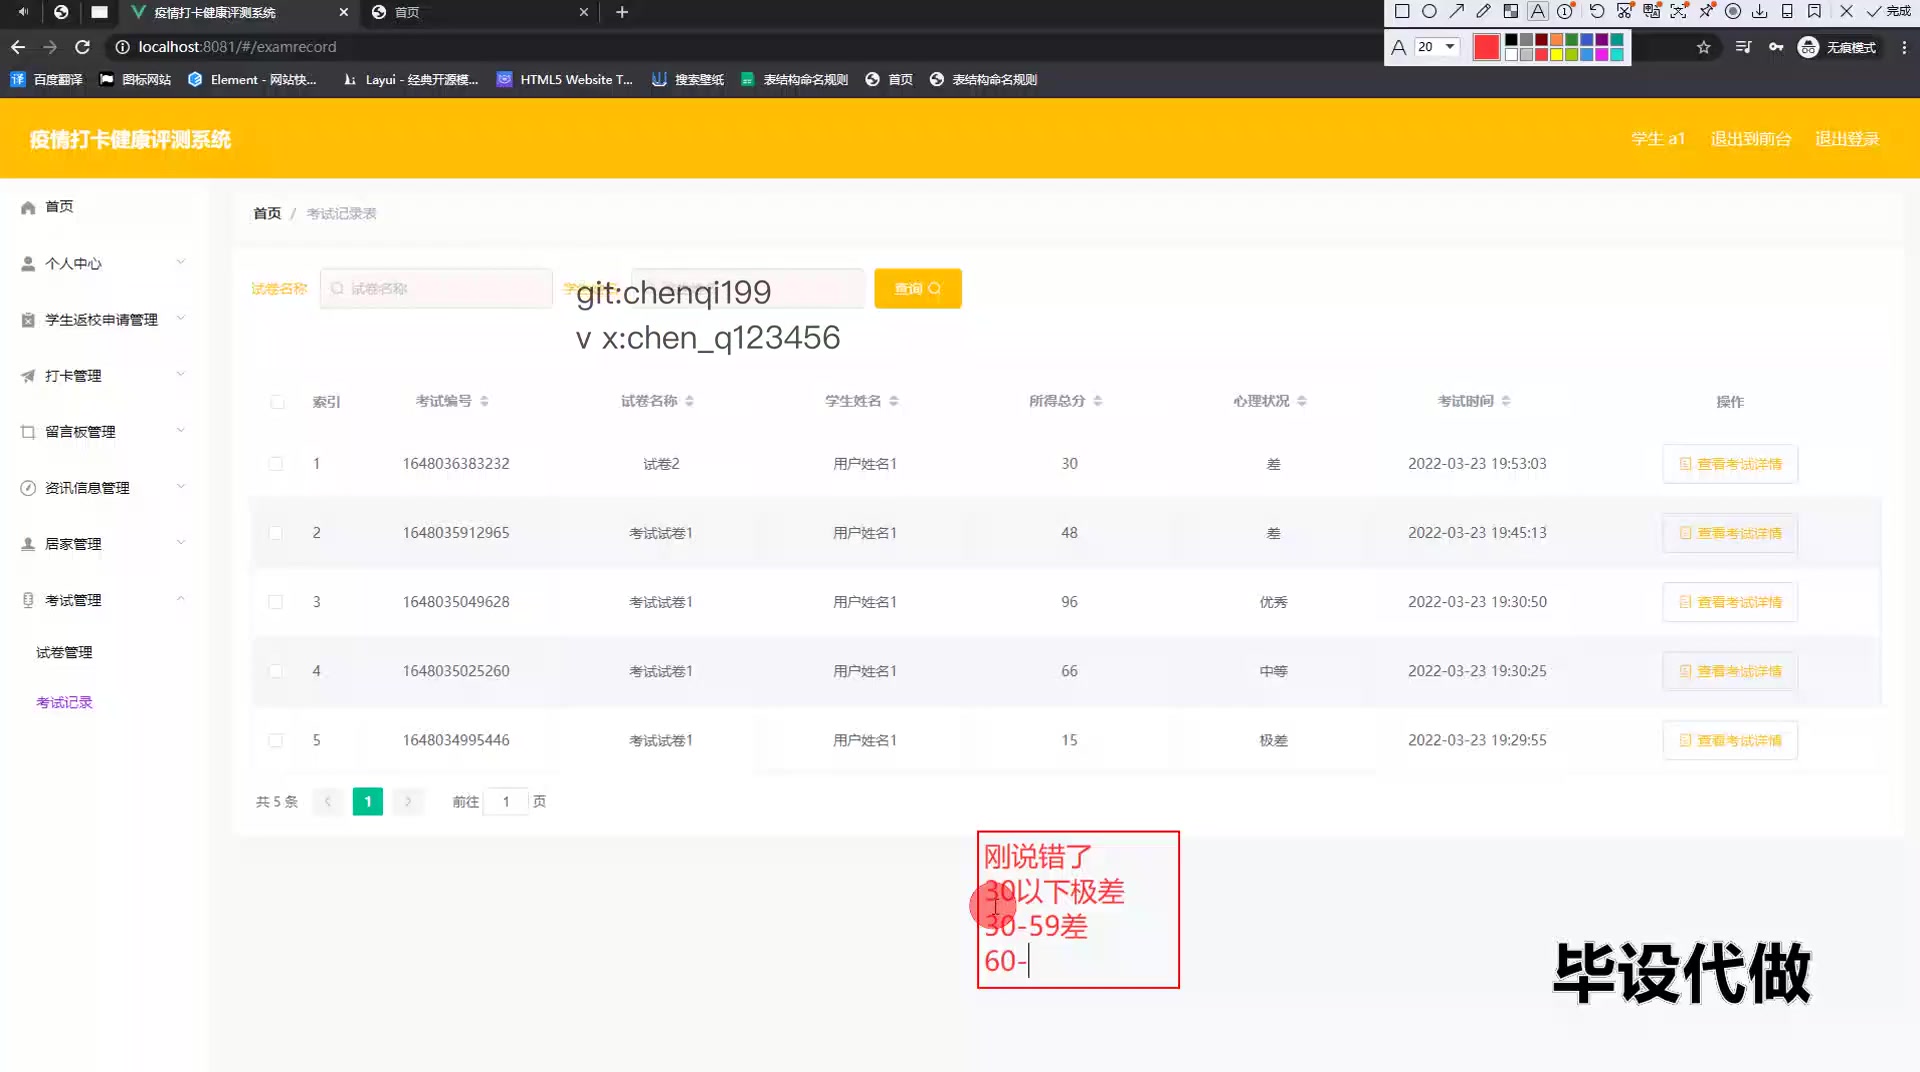 疫情打卡健康评测系统
首页
完成
localhost:8081/#/examrecord
A 20
无痕模式
百度翻译
图标网站
Element - 网站快...
Layui - 经典开源模...
HTML5 Website T...
搜索壁纸
表结构命名规则
首页
表结构命名规则
疫情打卡健康评测系统
学生 a1
退出到前台
退出登录
首页
个人中心
学生返校申请管理
打卡管理
留言板管理
资讯信息管理
居家管理
考试管理
试卷管理
考试记录
首页 / 考试记录表
试卷名称
试卷名称
查询
git:chenqi199
v x:chen_q123456
索引 考试编号 试卷名称 学生姓名 所得总分 心理状况 考试时间 操作
1 1648036383232 试卷2 用户姓名1 30 差 2022-03-23 19:53:03 查看考试详情
2 1648035912965 考试试卷1 用户姓名1 48 差 2022-03-23 19:45:13 查看考试详情
3 1648035049628 考试试卷1 用户姓名1 96 优秀 2022-03-23 19:30:50 查看考试详情
4 1648035025260 考试试卷1 用户姓名1 66 中等 2022-03-23 19:30:25 查看考试详情
5 1648034995446 考试试卷1 用户姓名1 15 极差 2022-03-23 19:29:55 查看考试详情
共 5 条 1 前往 1 页
刚说错了
30以下极差
30-59差
60-
毕设代做